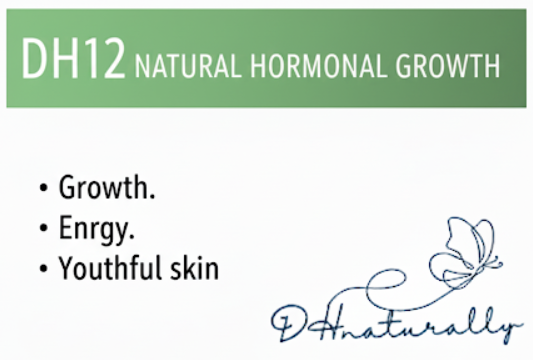 DH12 NATURAL HORMONAL GROWTH
• Growth.
• Enrgy.
• Youthful skin
DHnaturally